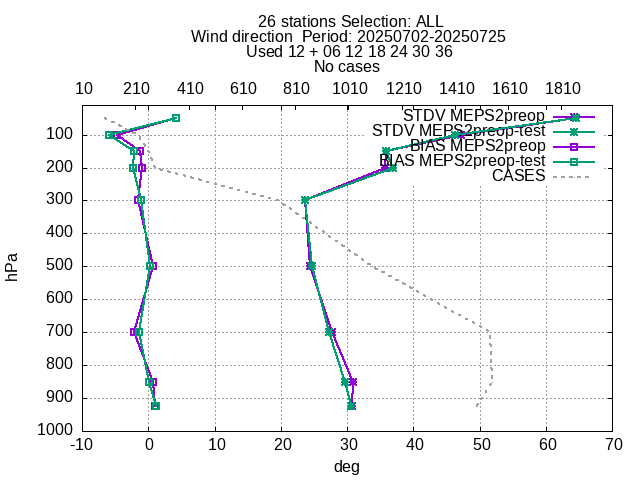 26 stations Selection: ALL
Wind direction  Period: 20250702-20250725
Used 12 + 06 12 18 24 30 36
No cases
10 210 410 610 810 1010 1210 1410 1610 1810
STDV MEPS2preop
STDV MEPS2preop-test
BIAS MEPS2preop
BIAS MEPS2preop-test
CASES
100
200
300
400
500
600
700
800
900
1000
hPa
-10 0 10 20 30 40 50 60 70
deg